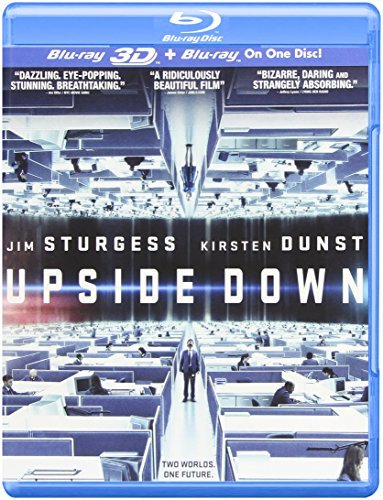 Blu-ray Disc
Blu-ray 3D + Blu-ray On One Disc!
"DAZZLING. EYE-POPPING.
STUNNING. BREATHTAKING."
"A RIDICULOUSLY
BEAUTIFUL FILM"
"BIZARRE, DARING AND
STRANGELY ABSORBING."
JIM STURGESS KIRSTEN DUNST
UPSIDE DOWN
TWO WORLDS.
ONE FUTURE.